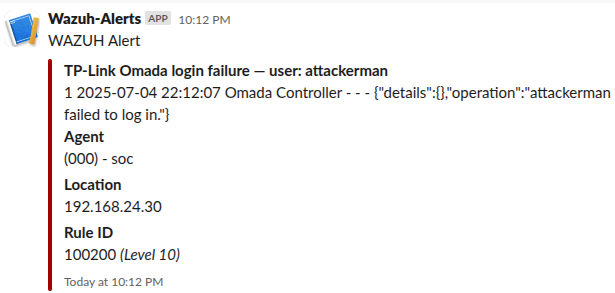 Wazuh-Alerts APP 10:12 PM
WAZUH Alert
TP-Link Omada login failure — user: attackerman
1 2025-07-04 22:12:07 Omada Controller - - - {"details":{},"operation":"attackerman
failed to log in."}
Agent
(000) - soc
Location
192.168.24.30
Rule ID
100200 (Level 10)
Today at 10:12 PM